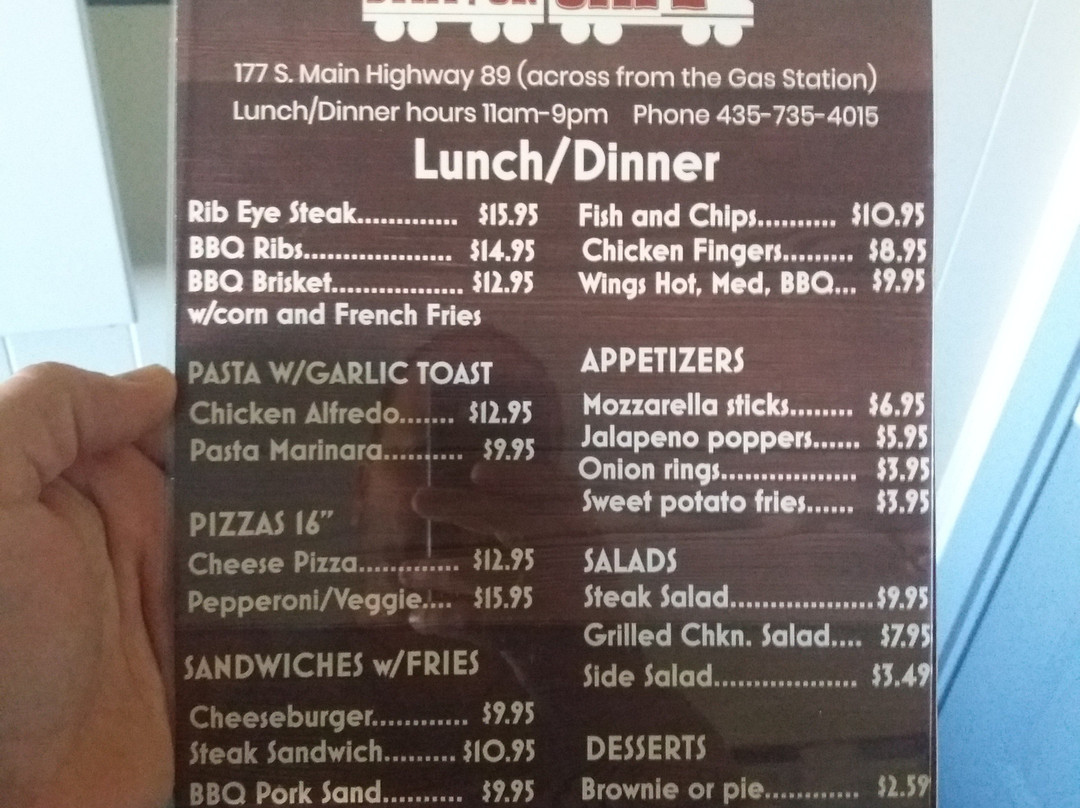 177 S. Main Highway 89 (across from the Gas Station)
Lunch/Dinner hours 11am-9pm Phone 435-735-4015
Lunch/Dinner
Rib Eye Steak............. $15.95
BBQ Ribs.................... $14.95
BBQ Brisket................. $12.95
w/corn and French Fries
PASTA W/GARLIC TOAST
Chicken Alfredo....... $12.95
Pasta Marinara.......... $9.95
PIZZAS 16"
Cheese Pizza............. $12.95
Pepperoni/Veggie.... $15.95
SANDWICHES w/FRIES
Cheeseburger............ $9.95
Steak Sandwich......... $10.95
BBQ Pork Sand.......... $9.95
Fish and Chips.......... $10.95
Chicken Fingers......... $8.95
Wings Hot, Med, BBQ... $9.95
APPETIZERS
Mozzarella sticks........ $6.95
Jalapeno poppers...... $5.95
Onion rings................. $3.95
Sweet potato fries...... $3.95
SALADS
Steak Salad.....................$9.95
Grilled Chkn. Salad.... $7.95
Side Salad.................. $3.49
DESSERTS
Brownie or pie............ $2.59